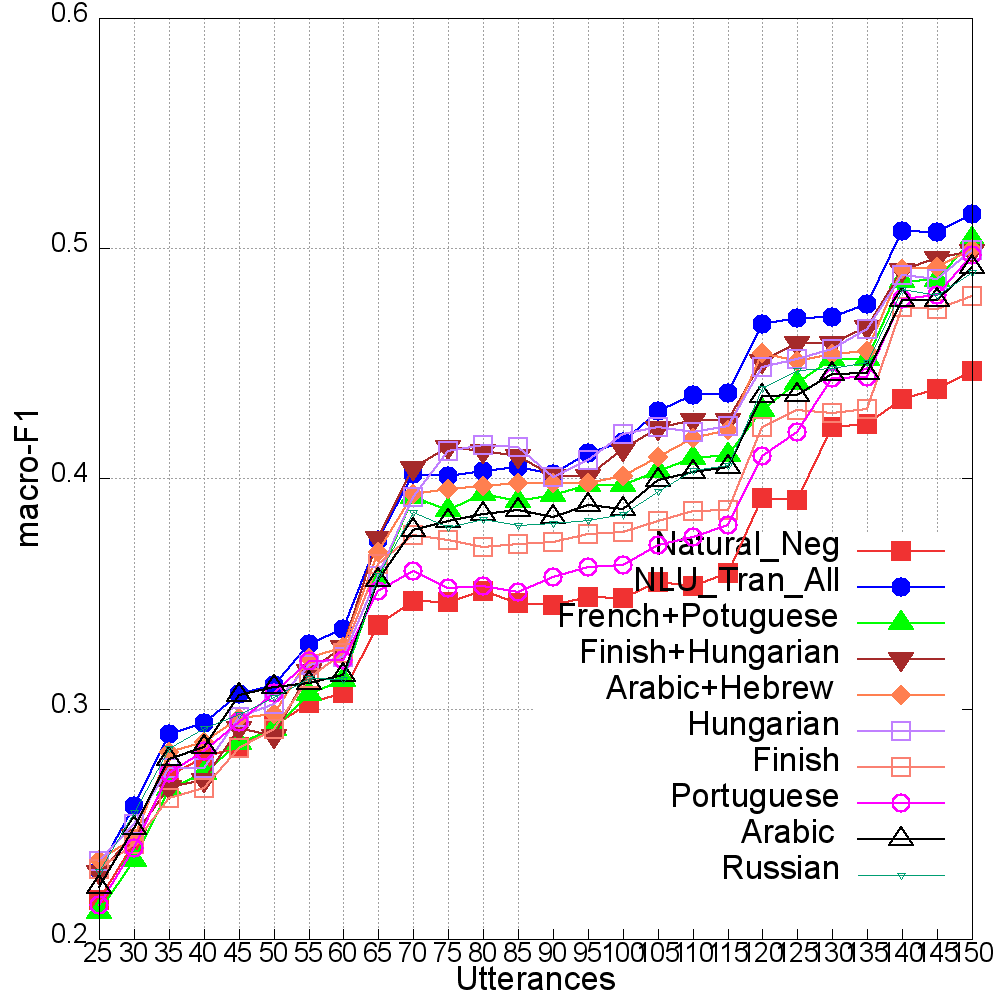 0.6
0.5
0.4
0.3
0.2
macro-F1
Natural_Neg
NLU_Tran_All
French+Potuguese
Finish+Hungarian
Arabic+Hebrew
Hungarian
Finish
Portuguese
Arabic
Russian
25 30 35 40 45 50 55 60 65 70 75 80 85 90 95 100 105 110 115 120 125 130 135 140 145 150
Utterances